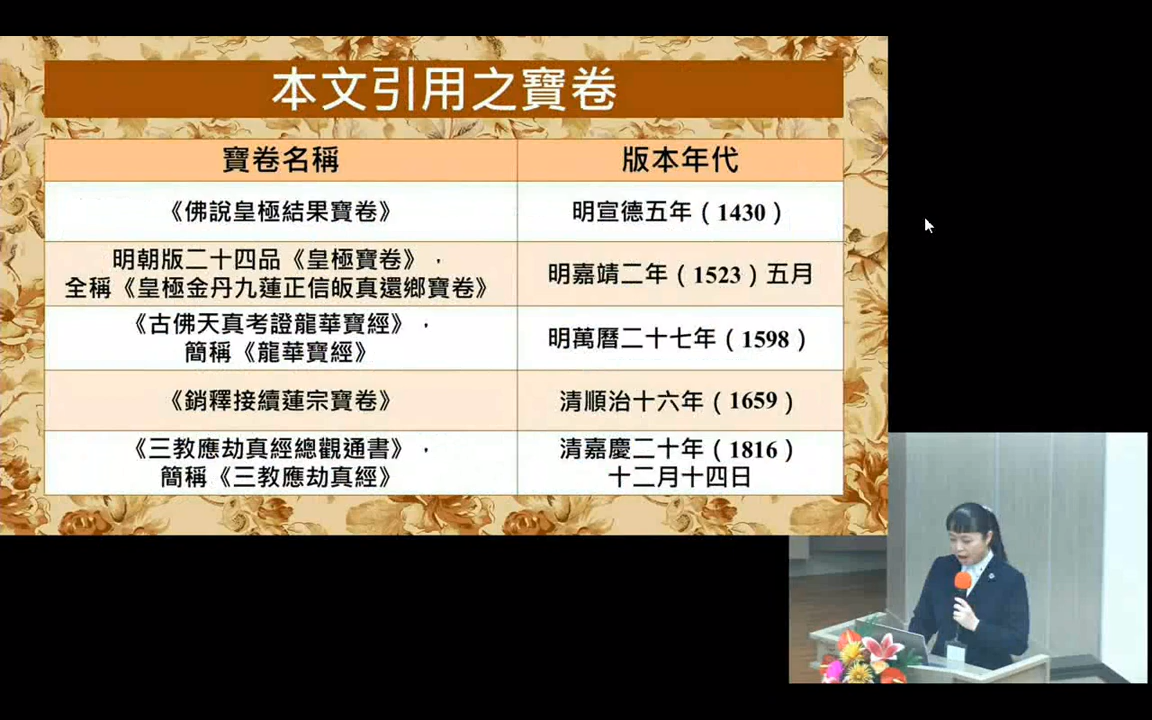 本文引用之寶卷
寶卷名稱
版本年代
《佛說皇極結果寶卷》
明宣德五年（1430）
明朝版二十四品《皇極寶卷》，
全稱《皇極金丹九蓮正信皈真還鄉寶卷》
明嘉靖二年（1523）五月
《古佛天真考證龍華寶經》，
簡稱《龍華寶經》
明萬曆二十七年（1598）
《銷釋接續蓮宗寶卷》
清順治十六年（1659）
《三教應劫真經總觀通書》，
簡稱《三教應劫真經》
清嘉慶二十年（1816）
十二月十四日